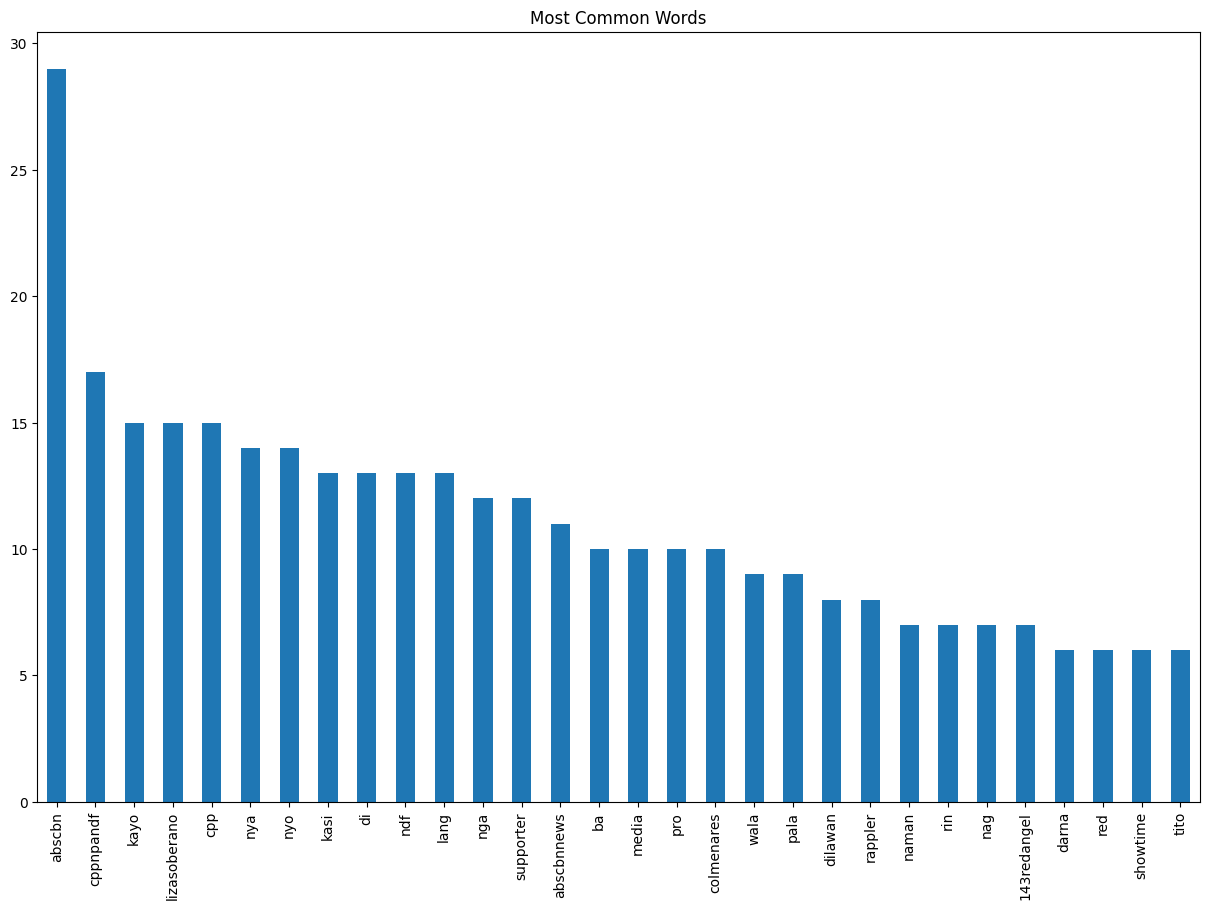 Most Common Words
30
25
20
15
10
5
0
abscbn
cppnpandf
kayo
lizasoberano
cpp
nya
nyo
kasi
di
ndf
lang
nga
supporter
abscbnnews
ba
media
pro
colmenares
wala
pala
dilawan
rappler
naman
rin
nag
143redangel
darna
red
showtime
tito